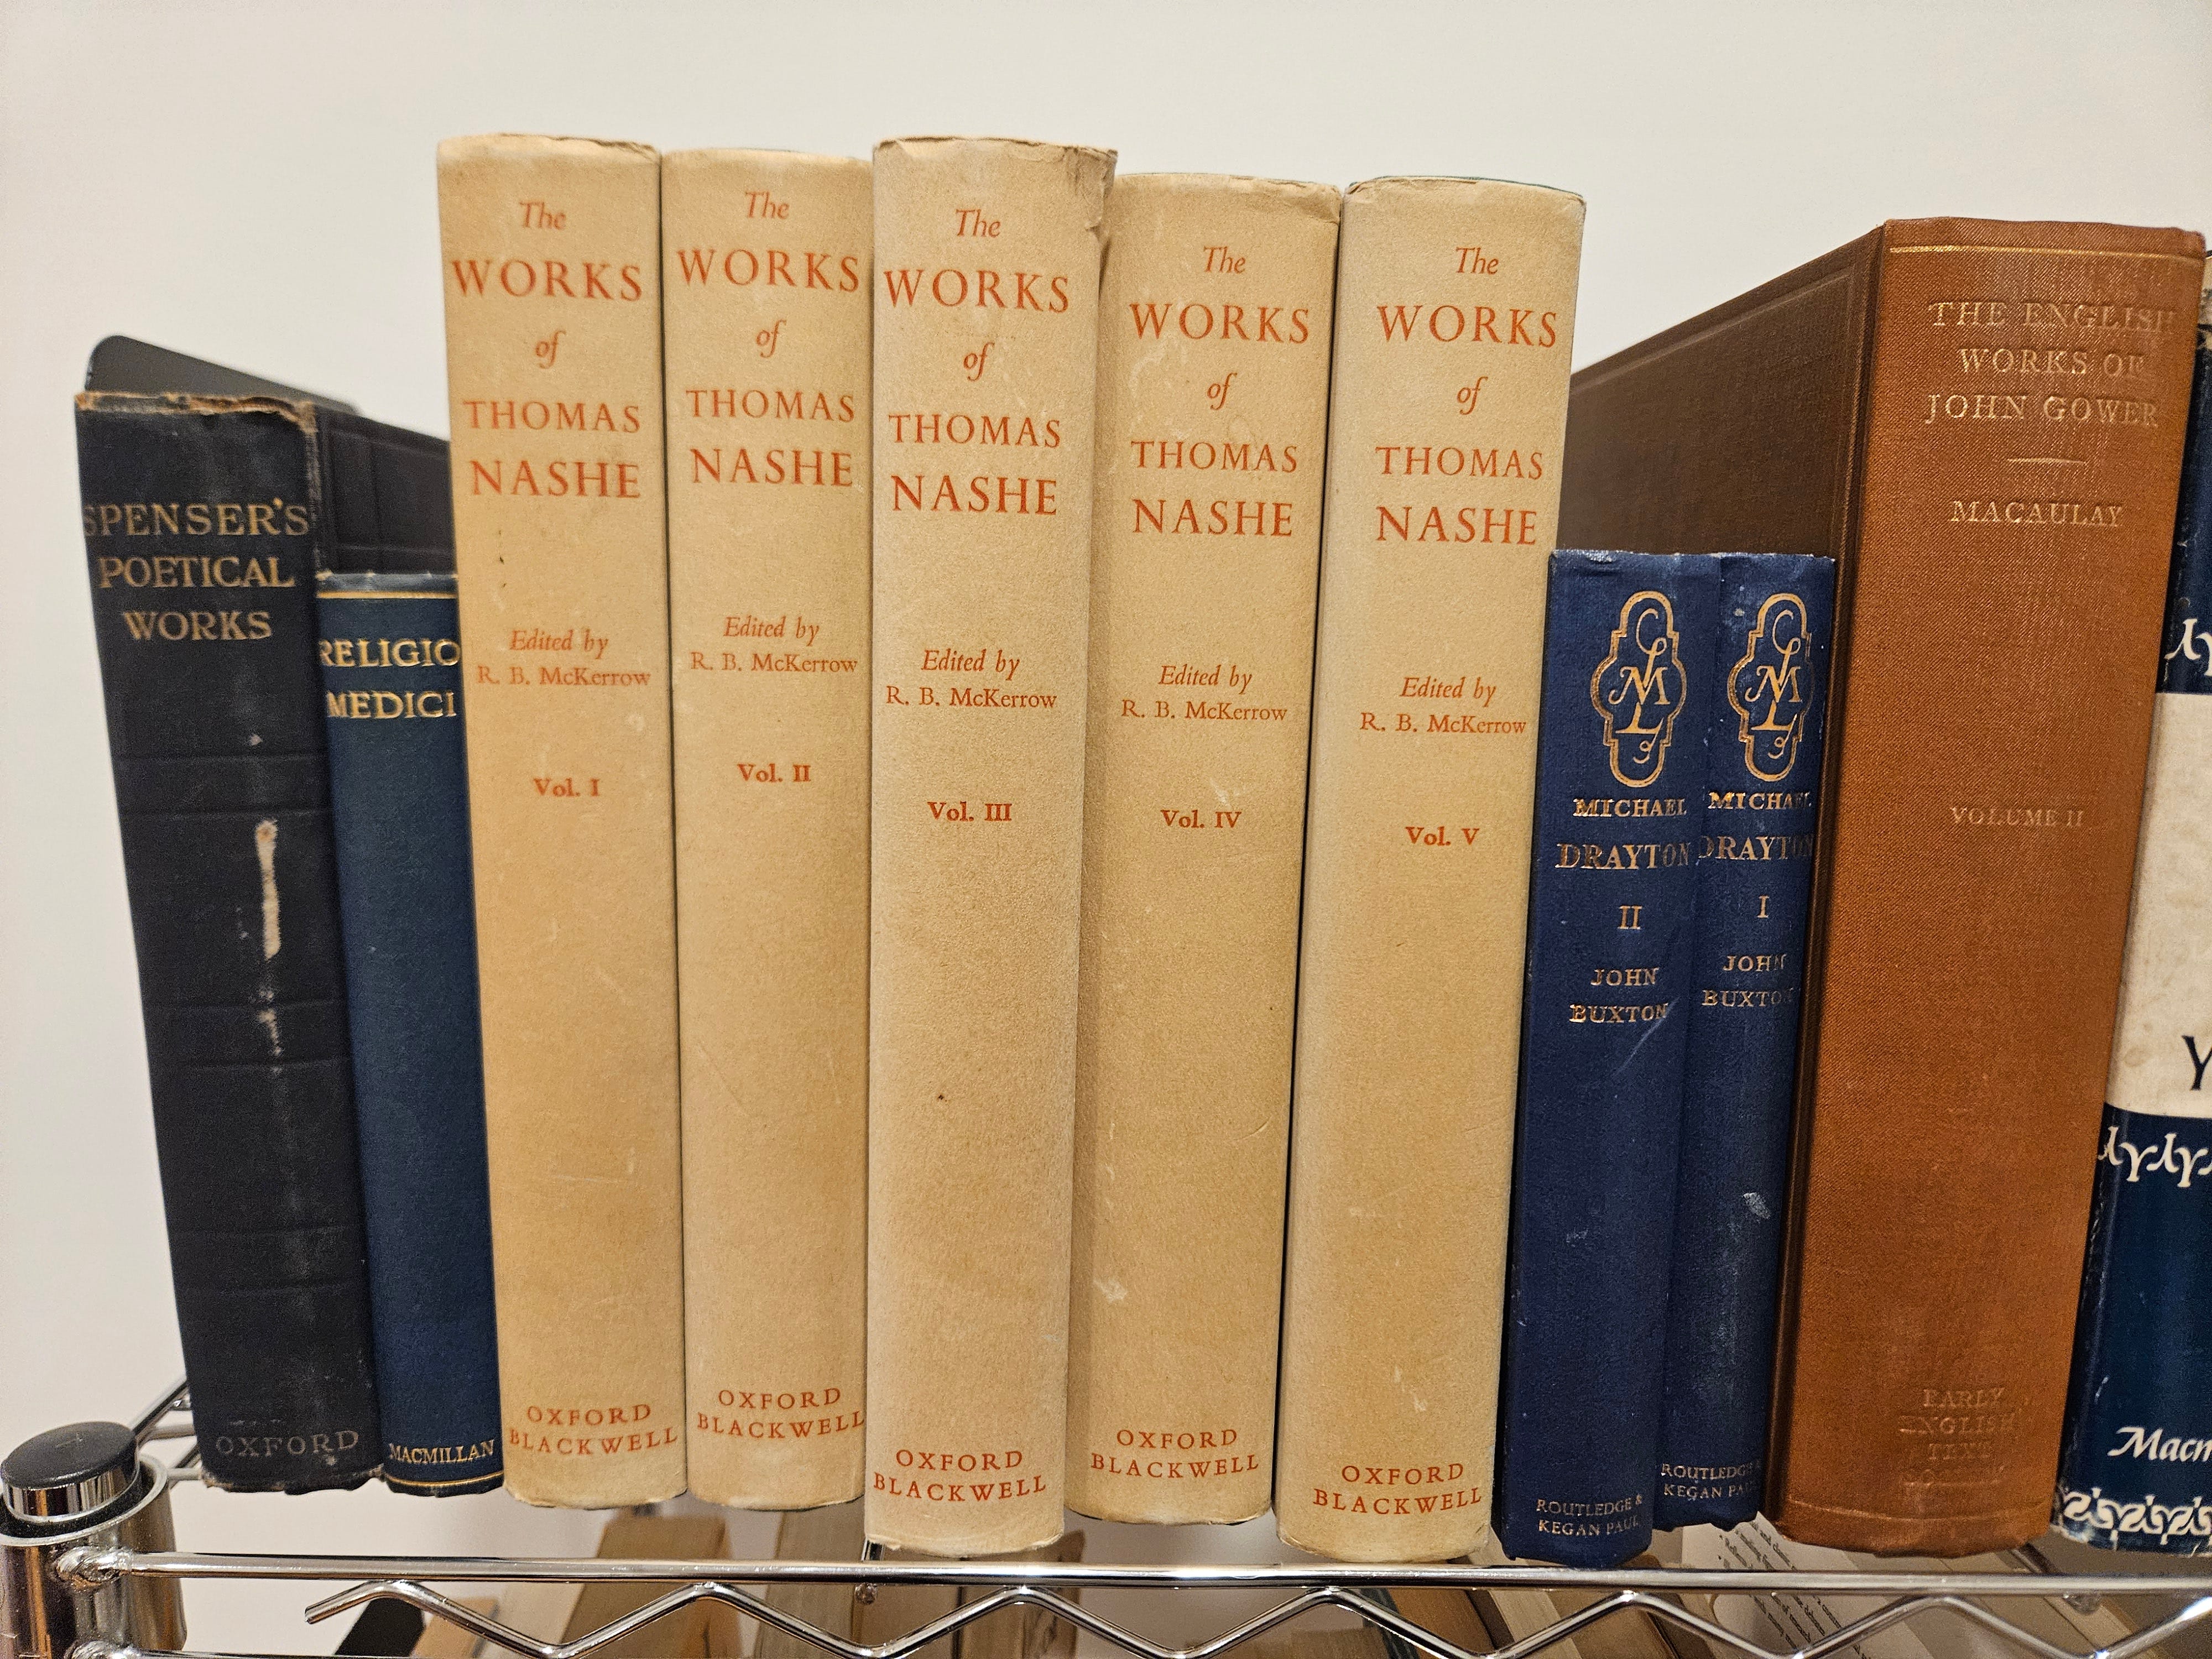 SPENSER'S
POETICAL
WORKS
OXFORD
RELIGIO
MEDICI
MACMILLAN
The
WORKS
of
THOMAS
NASHE
Edited by
R. B. McKerrow
Vol. I
OXFORD
BLACKWELL
The
WORKS
of
THOMAS
NASHE
Edited by
R. B. McKerrow
Vol. II
OXFORD
BLACKWELL
The
WORKS
of
THOMAS
NASHE
Edited by
R. B. McKerrow
Vol. III
OXFORD
BLACKWELL
The
WORKS
of
THOMAS
NASHE
Edited by
R. B. McKerrow
Vol. IV
OXFORD
BLACKWELL
The
WORKS
of
THOMAS
NASHE
Edited by
R. B. McKerrow
Vol. V
OXFORD
BLACKWELL
MICHAEL
DRAYTON
II
JOHN
BUXTON
ROUTLEDGE &
KEGAN PAUL
MICHAEL
DRAYTON
I
JOHN
BUXTON
ROUTLEDGE &
KEGAN PAUL
THE ENGLISH
WORKS OF
JOHN GOWER
MACAULAY
VOLUME II
EARLY
ENGLISH
TEXT
SOCIETY
Y
Macm